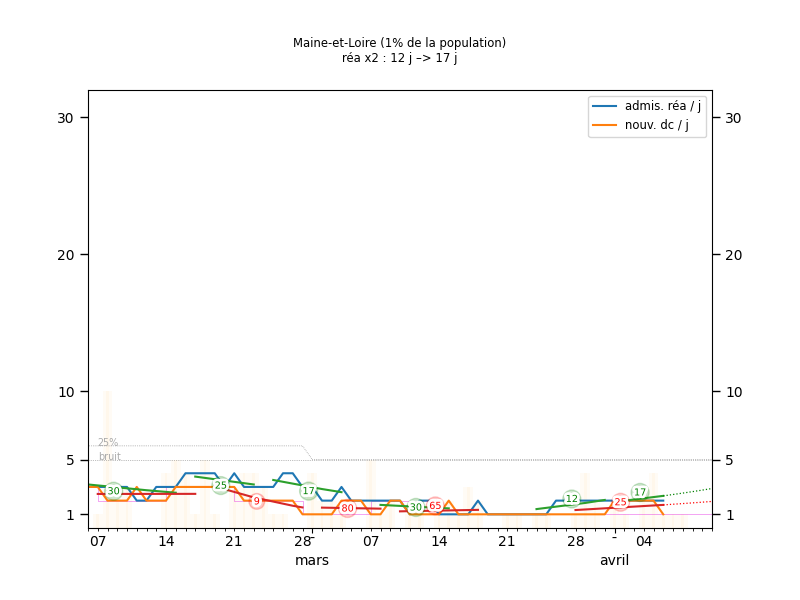 Maine-et-Loire (1% de la population)
réa x2 : 12 j –> 17 j
admis. réa / j
nouv. dc / j
30 30
20 20
10 10
25%
bruit
5 5
30 25 9 17 80 30 65 12 25 17
1 1
07 14 21 28 07 14 21 28 04
mars avril